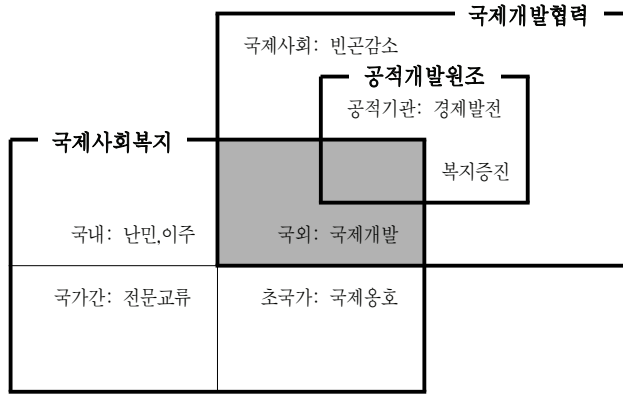 국제개발협력
국제사회: 빈곤감소
공적개발원조
공적기관: 경제발전
국제사회복지
복지증진
국내: 난민,이주
국외: 국제개발
국가간: 전문교류
초국가: 국제옹호